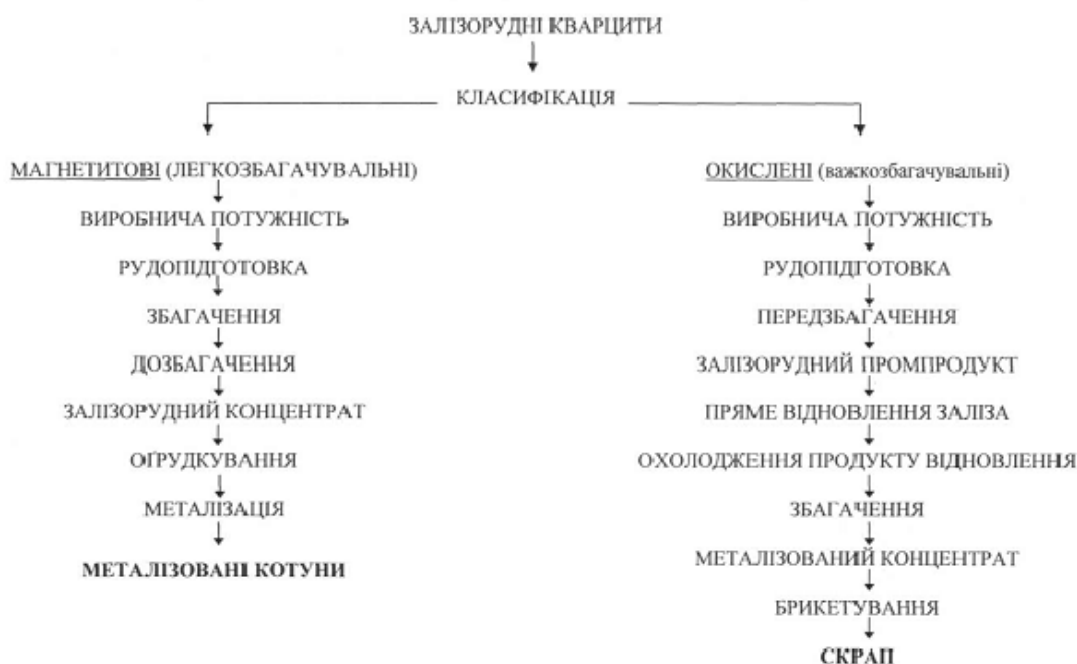 ЗАЛІЗОРУДНІ КВАРЦИТИ
КЛАСИФІКАЦІЯ
МАГНЕТИТОВІ (ЛЕГКОЗБАГАЧУВАЛЬНІ)
ВИРОБНИЧА ПОТУЖНІСТЬ
РУДОПІДГОТОВКА
ЗБАГАЧЕННЯ
ДОЗБАГАЧЕННЯ
ЗАЛІЗОРУДНИЙ КОНЦЕНТРАТ
ОГРУДКУВАННЯ
МЕТАЛІЗАЦІЯ
МЕТАЛІЗОВАНІ КОТУНИ
ОКИСЛЕНІ (важкозбагачувальні)
ВИРОБНИЧА ПОТУЖНІСТЬ
РУДОПІДГОТОВКА
ПЕРЕДЗБАГАЧЕННЯ
ЗАЛІЗОРУДНИЙ ПРОМПРОДУКТ
ПРЯМЕ ВІДНОВЛЕННЯ ЗАЛІЗА
ОХОЛОДЖЕННЯ ПРОДУКТУ ВІДНОВЛЕННЯ
ЗБАГАЧЕННЯ
МЕТАЛІЗОВАНИЙ КОНЦЕНТРАТ
БРИКЕТУВАННЯ
СКРАП